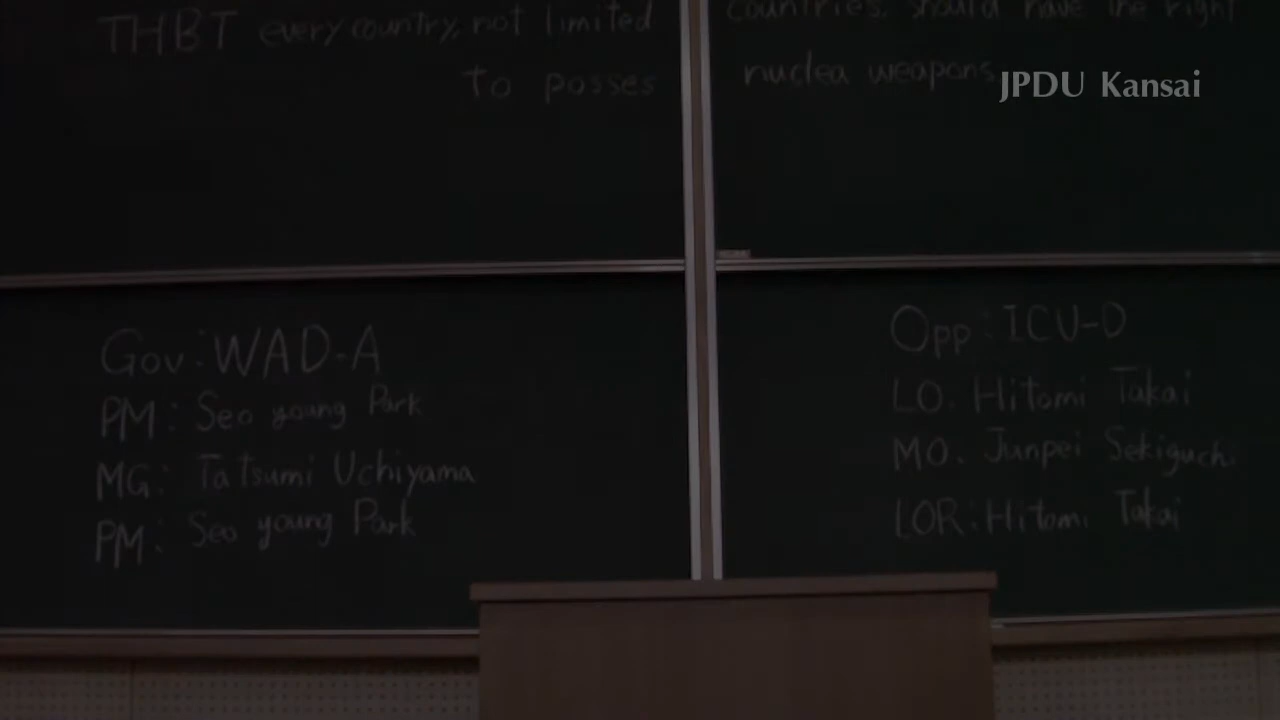 THBT every country, not limited
to posses
countries, should have the right
nuclea weapons.
JPDU Kansai
Gov: WAD-A
PM: Seo young Park
MG: Tatsumi Uchiyama
PM: Seo young Park
Opp: ICU-D
LO. Hitomi Takai
MO. Junpei Sekiguchi
LOR: Hitomi Takai